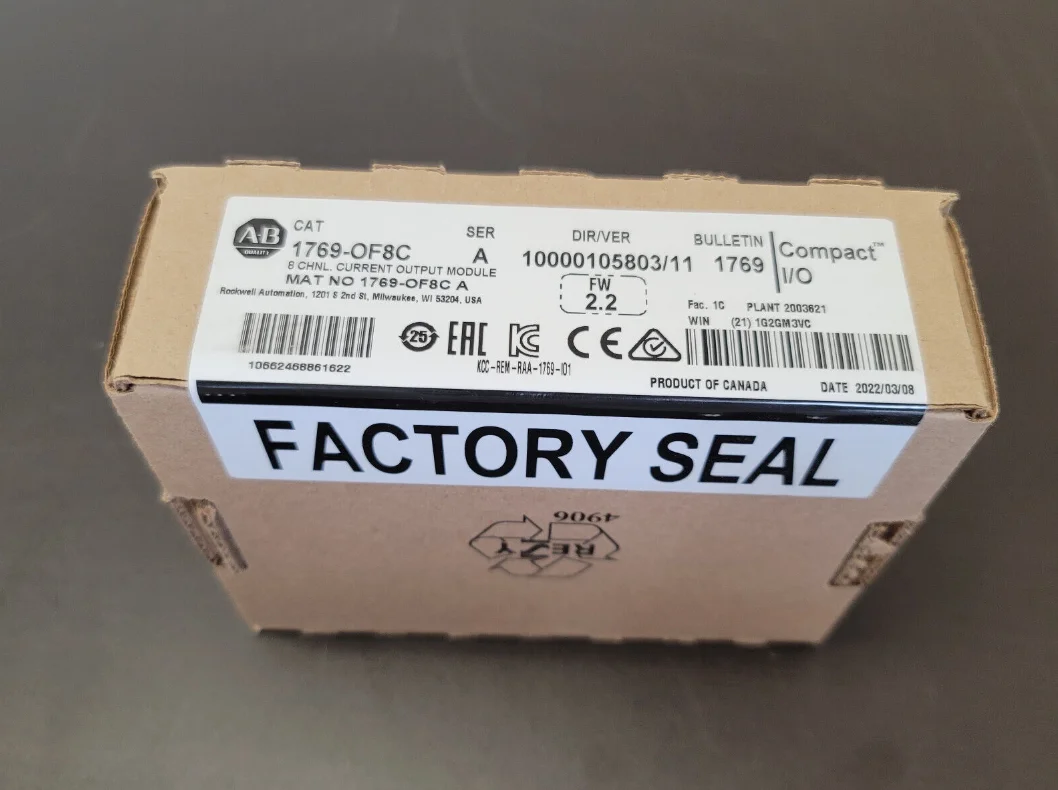 A-B
QUALITY
CAT
1769-OF8C
SER
A
DIR/VER
10000105803/11
BULLETIN
1769
Compact™
I/O
8 CHNL. CURRENT OUTPUT MODULE
MAT NO 1769-OF8C A
Rockwell Automation, 1201 S 2nd St, Milwaukee, WI 53204, USA
FW
2.2
Fac. 1C PLANT 2003621
WIN (21) 1G2GM3VC
10662468861622
25
EAC
KC
KCC-REM-RAA-1769-IO1
CE
PRODUCT OF CANADA
DATE 2022/03/08
FACTORY SEAL
4906